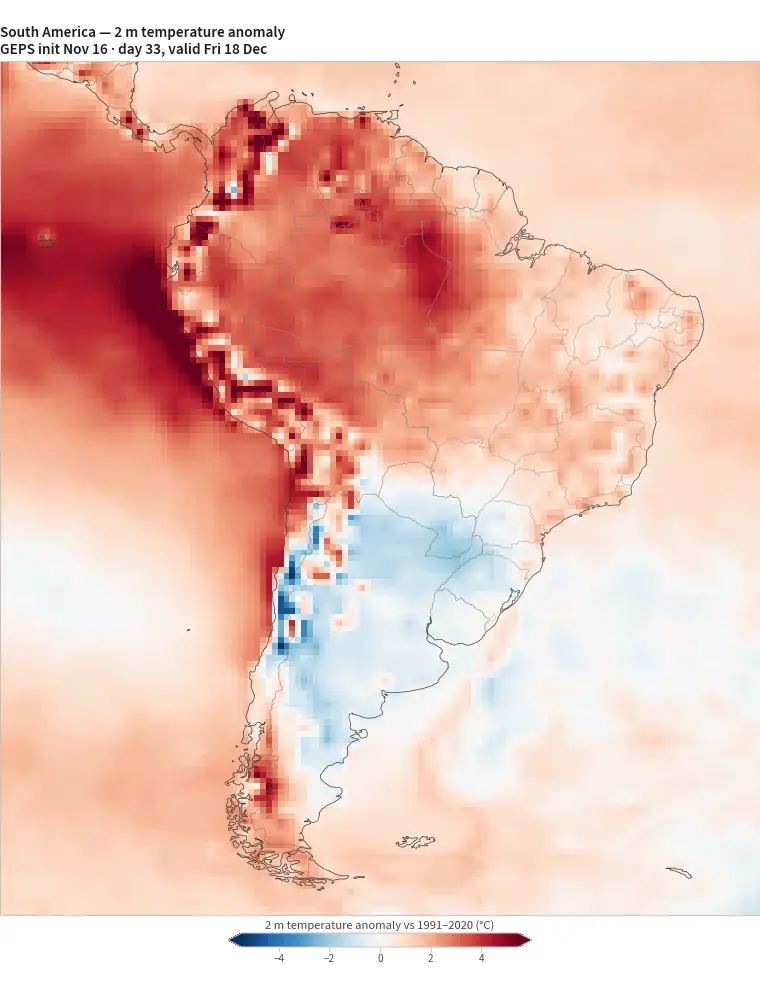 South America — 2 m temperature anomaly
GEPS init Nov 16 · day 33, valid Fri 18 Dec
2 m temperature anomaly vs 1991–2020 (°C)
−4 −2 0 2 4